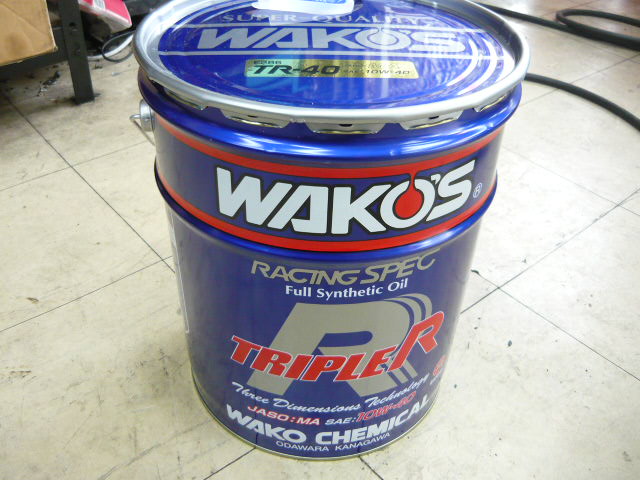 SUPER QUALITY
WAKO'S
TR-40 SAE:10W-40
WAKO'S®
RACING SPEC
Full Synthetic Oil
R
TRIPLE R
Three Dimensions Technology
JASO:MA SAE:10W-40
WAKO CHEMICAL
ODAWARA KANAGAWA